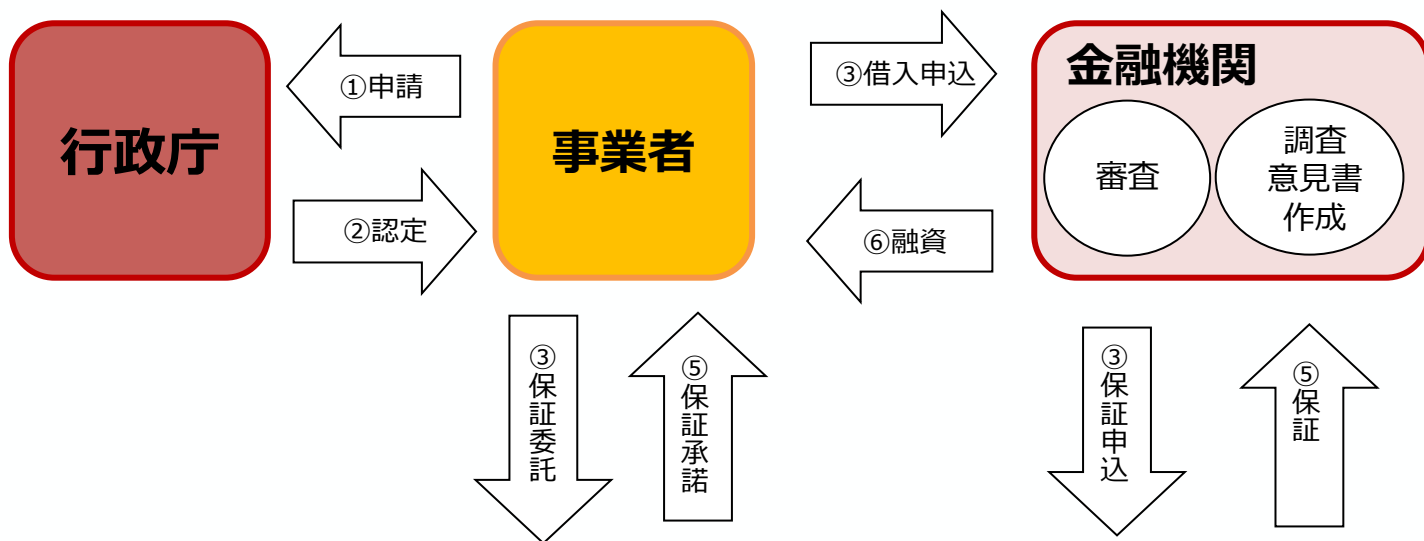 行政庁
①申請
②認定
事業者
③借入申込
⑥融資
金融機関
審査
調査
意見書
作成
③保証委託
⑤保証承諾
③保証申込
⑤保証